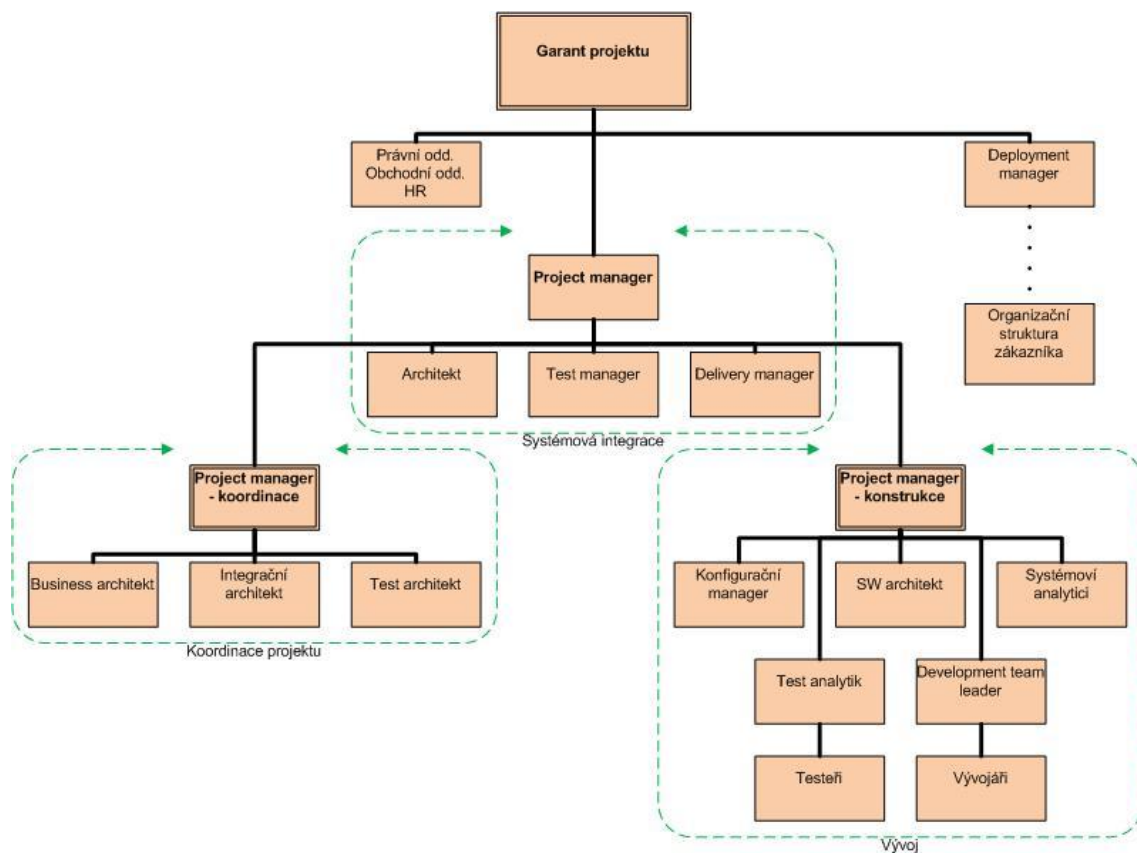 Garant projektu
Právní odd.
Obchodní odd.
HR
Deployment
manager
Project manager
Organizační
struktura
zákazníka
Architekt
Test manager
Delivery manager
Systémová integrace
Project manager
- koordinace
Project manager
- konstrukce
Business architekt
Integrační
architekt
Test architekt
Koordinace projektu
Konfigurační
manager
SW architekt
Systémoví
analytici
Test analytik
Development team
leader
Testeři
Vývojáři
Vývoj